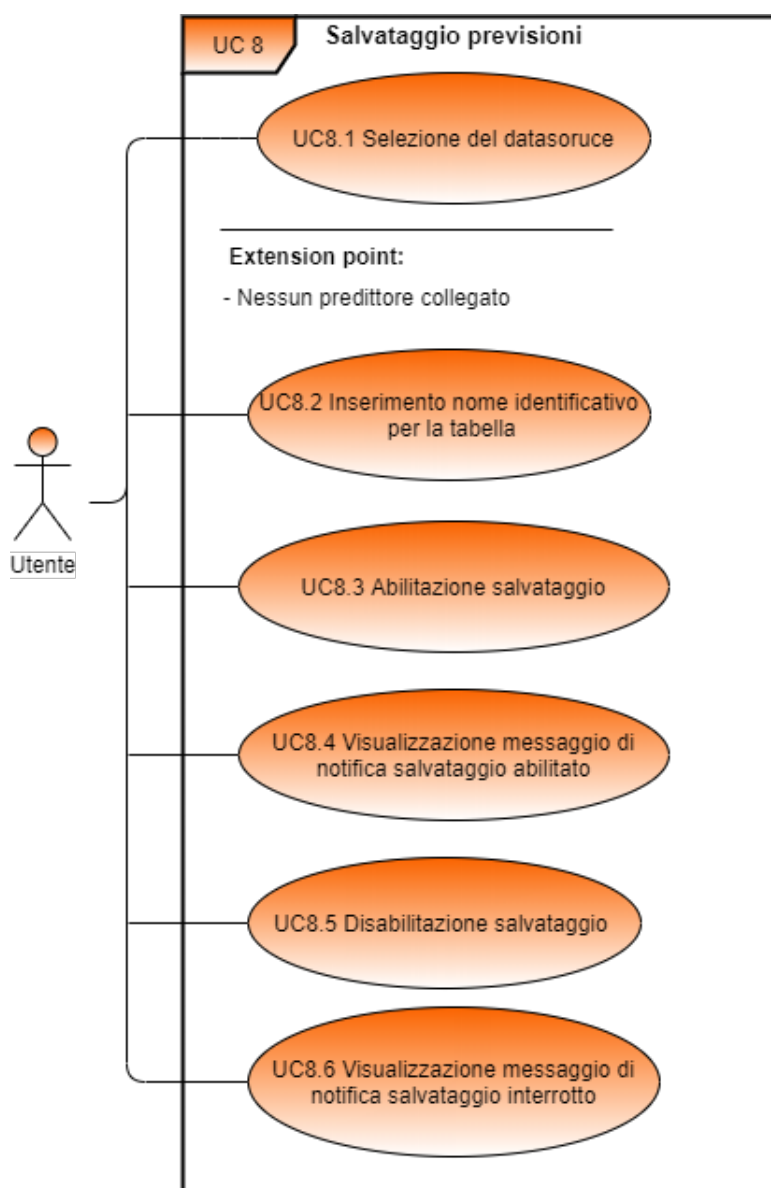 UC 8
Salvataggio previsioni
UC8.1 Selezione del datasoruce
Extension point:
- Nessun predittore collegato
UC8.2 Inserimento nome identificativo
per la tabella
Utente
UC8.3 Abilitazione salvataggio
UC8.4 Visualizzazione messaggio di
notifica salvataggio abilitato
UC8.5 Disabilitazione salvataggio
UC8.6 Visualizzazione messaggio di
notifica salvataggio interrotto